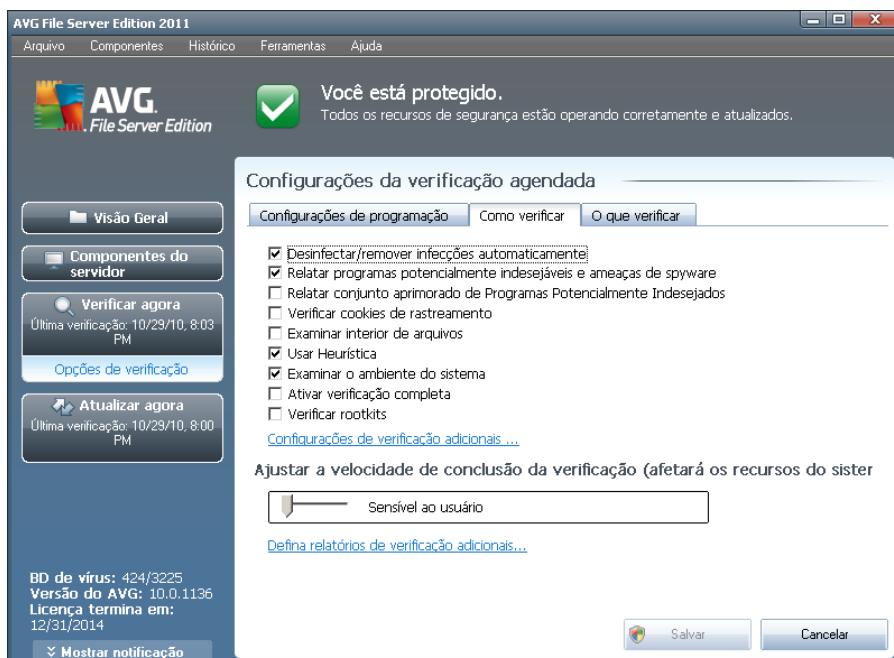 AVG File Server Edition 2011
Arquivo Componentes Histórico Ferramentas Ajuda
AVG.
File Server Edition
Você está protegido.
Todos os recursos de segurança estão operando corretamente e atualizados.
Visão Geral
Componentes do
servidor
Verificar agora
Última verificação: 10/29/10, 8:03
PM
Opções de verificação
Atualizar agora
Última verificação: 10/29/10, 8:00
PM
BD de vírus: 424/3225
Versão do AVG: 10.0.1136
Licença termina em:
12/31/2014
Mostrar notificação
Configurações da verificação agendada
Configurações de programação Como verificar O que verificar
Desinfectar/remover infecções automaticamente
Relatar programas potencialmente indesejáveis e ameaças de spyware
Relatar conjunto aprimorado de Programas Potencialmente Indesejados
Verificar cookies de rastreamento
Examinar interior de arquivos
Usar Heurística
Examinar o ambiente do sistema
Ativar verificação completa
Verificar rootkits
Configurações de verificação adicionais ...
Ajustar a velocidade de conclusão da verificação (afetará os recursos do sister
Sensível ao usuário
Defina relatórios de verificação adicionais...
Salvar Cancelar